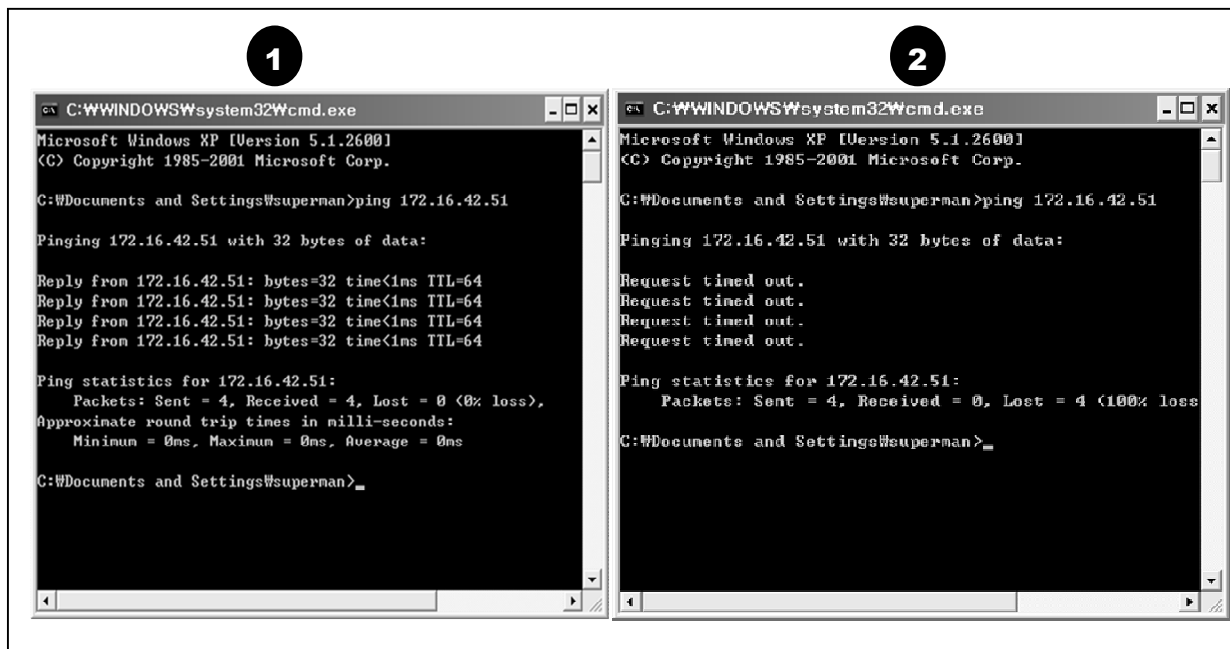 1
C:₩WINDOWS₩system32₩cmd.exe
Microsoft Windows XP [Version 5.1.2600]
(C) Copyright 1985-2001 Microsoft Corp.
C:₩Documents and Settings₩superman>ping 172.16.42.51
Pinging 172.16.42.51 with 32 bytes of data:
Reply from 172.16.42.51: bytes=32 time<1ms TTL=64
Reply from 172.16.42.51: bytes=32 time<1ms TTL=64
Reply from 172.16.42.51: bytes=32 time<1ms TTL=64
Reply from 172.16.42.51: bytes=32 time<1ms TTL=64
Ping statistics for 172.16.42.51:
Packets: Sent = 4, Received = 4, Lost = 0 (0% loss),
Approximate round trip times in milli-seconds:
Minimum = 0ms, Maximum = 0ms, Average = 0ms
C:₩Documents and Settings₩superman>_
2
C:₩WINDOWS₩system32₩cmd.exe
Microsoft Windows XP [Version 5.1.2600]
(C) Copyright 1985-2001 Microsoft Corp.
C:₩Documents and Settings₩superman>ping 172.16.42.51
Pinging 172.16.42.51 with 32 bytes of data:
Request timed out.
Request timed out.
Request timed out.
Request timed out.
Ping statistics for 172.16.42.51:
Packets: Sent = 4, Received = 0, Lost = 4 (100% loss
C:₩Documents and Settings₩superman>_